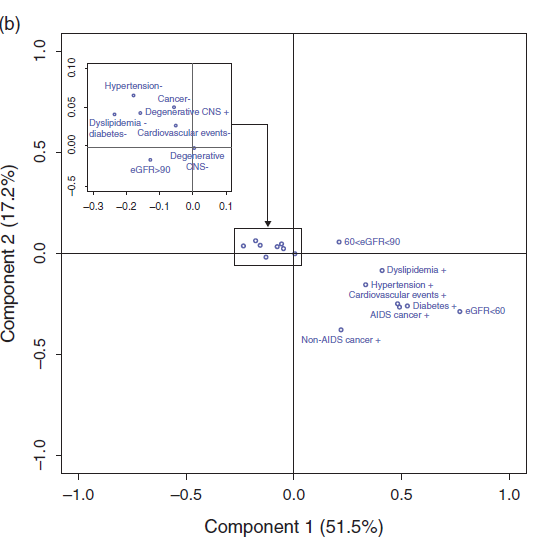 (b)
1.0
0.5
0.0
−0.5
−1.0
Component 2 (17.2%)
0.10
0.05
0.00
−0.5
Hypertension-
Cancer-
Degenerative CNS +
Dyslipidemia -
diabetes-
Cardiovascular events-
Degenerative
CNS-
eGFR>90
−0.3 −0.2 −0.1 0.0 0.1
60<eGFR<90
Dyslipidemia +
Hypertension +
Cardiovascular events +
Diabetes +
eGFR<60
AIDS cancer +
Non-AIDS cancer +
−1.0 −0.5 0.0 0.5 1.0
Component 1 (51.5%)